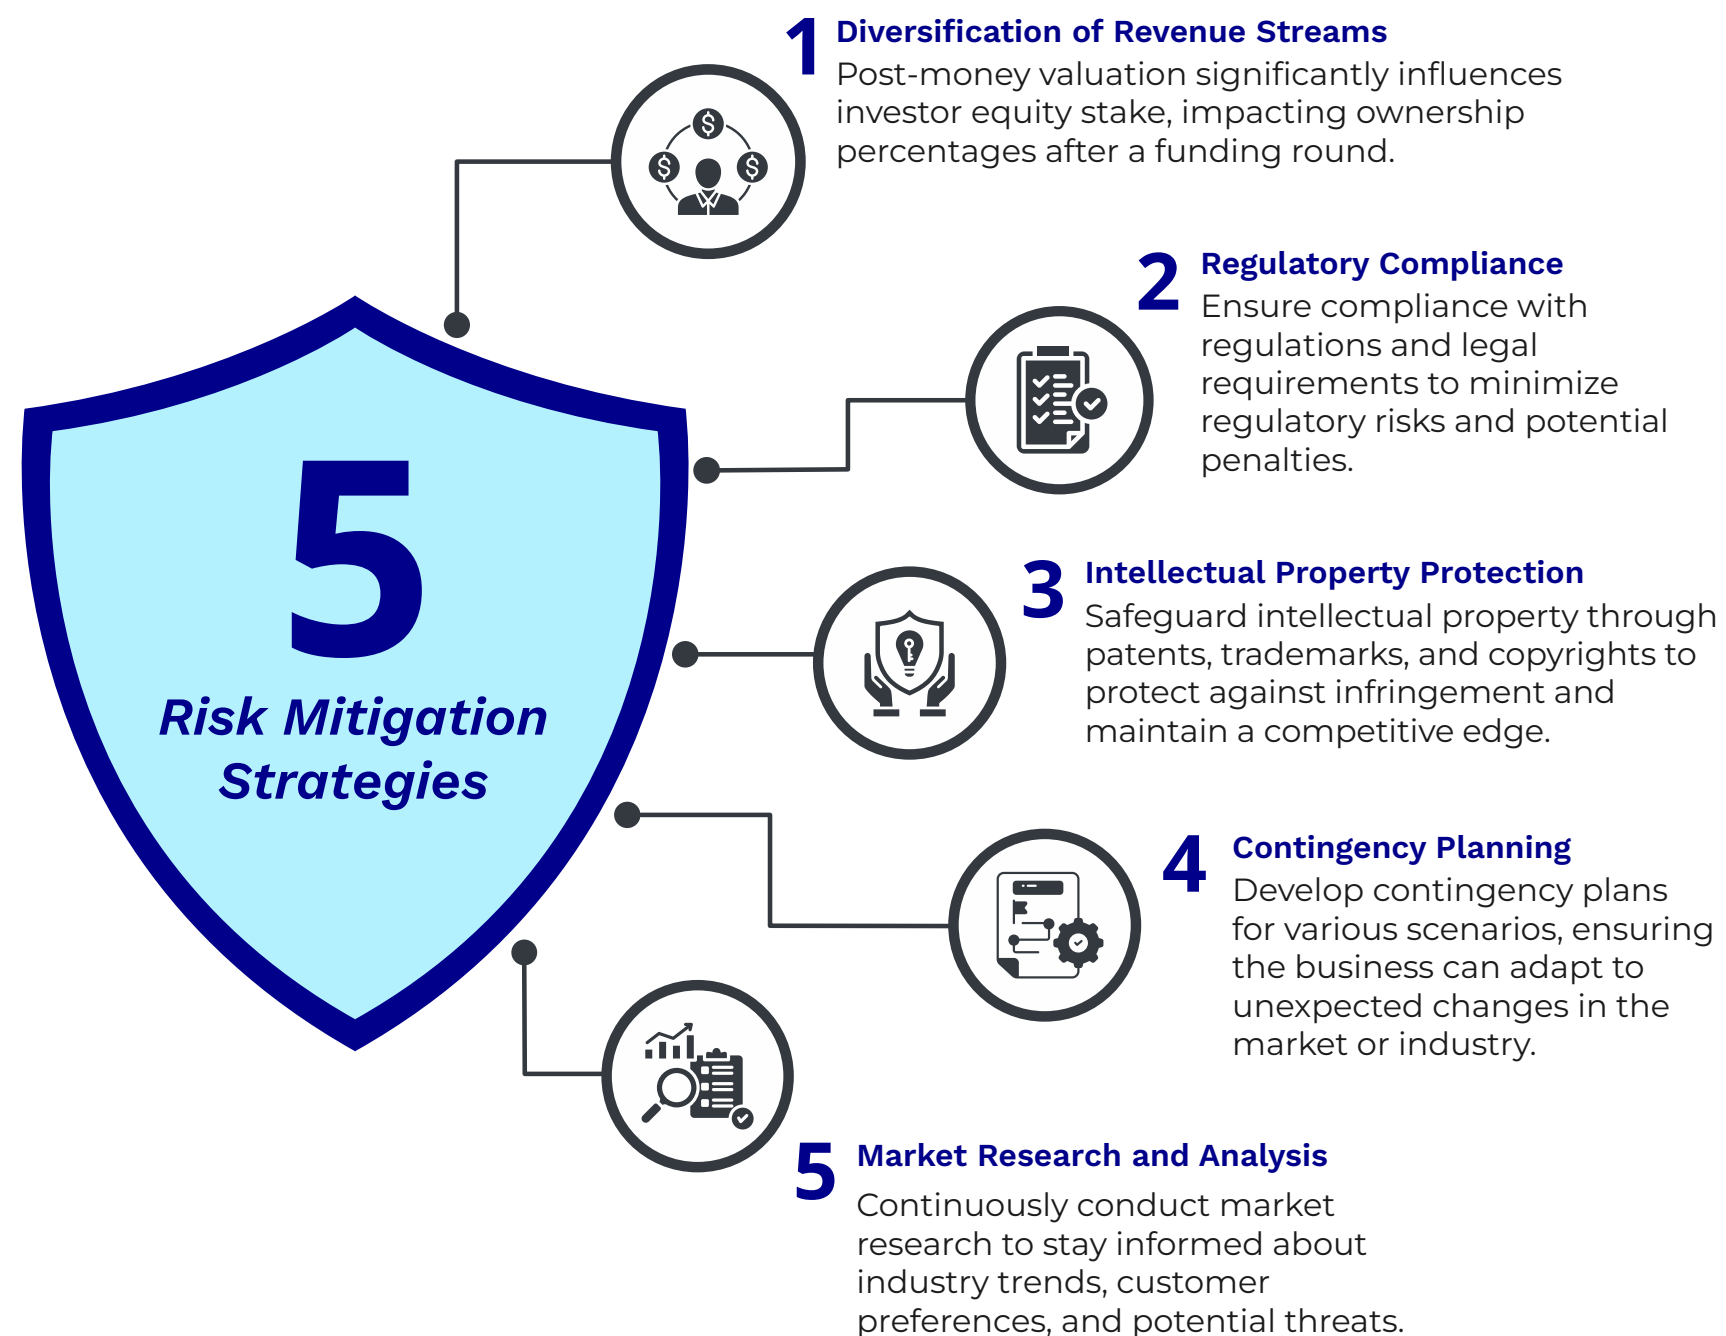 5
Risk Mitigation
Strategies
1
Diversification of Revenue Streams
Post-money valuation significantly influences
investor equity stake, impacting ownership
percentages after a funding round.
2
Regulatory Compliance
Ensure compliance with
regulations and legal
requirements to minimize
regulatory risks and potential
penalties.
3
Intellectual Property Protection
Safeguard intellectual property through
patents, trademarks, and copyrights to
protect against infringement and
maintain a competitive edge.
4
Contingency Planning
Develop contingency plans
for various scenarios, ensuring
the business can adapt to
unexpected changes in the
market or industry.
5
Market Research and Analysis
Continuously conduct market
research to stay informed about
industry trends, customer
preferences, and potential threats.